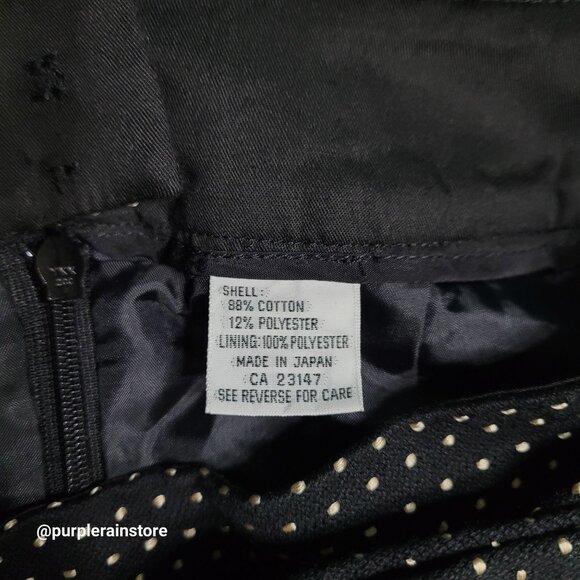 SHELL:
88% COTTON
12% POLYESTER
LINING:100%POLYESTER
MADE IN JAPAN
CA 23147
SEE REVERSE FOR CARE
@purplerainstore